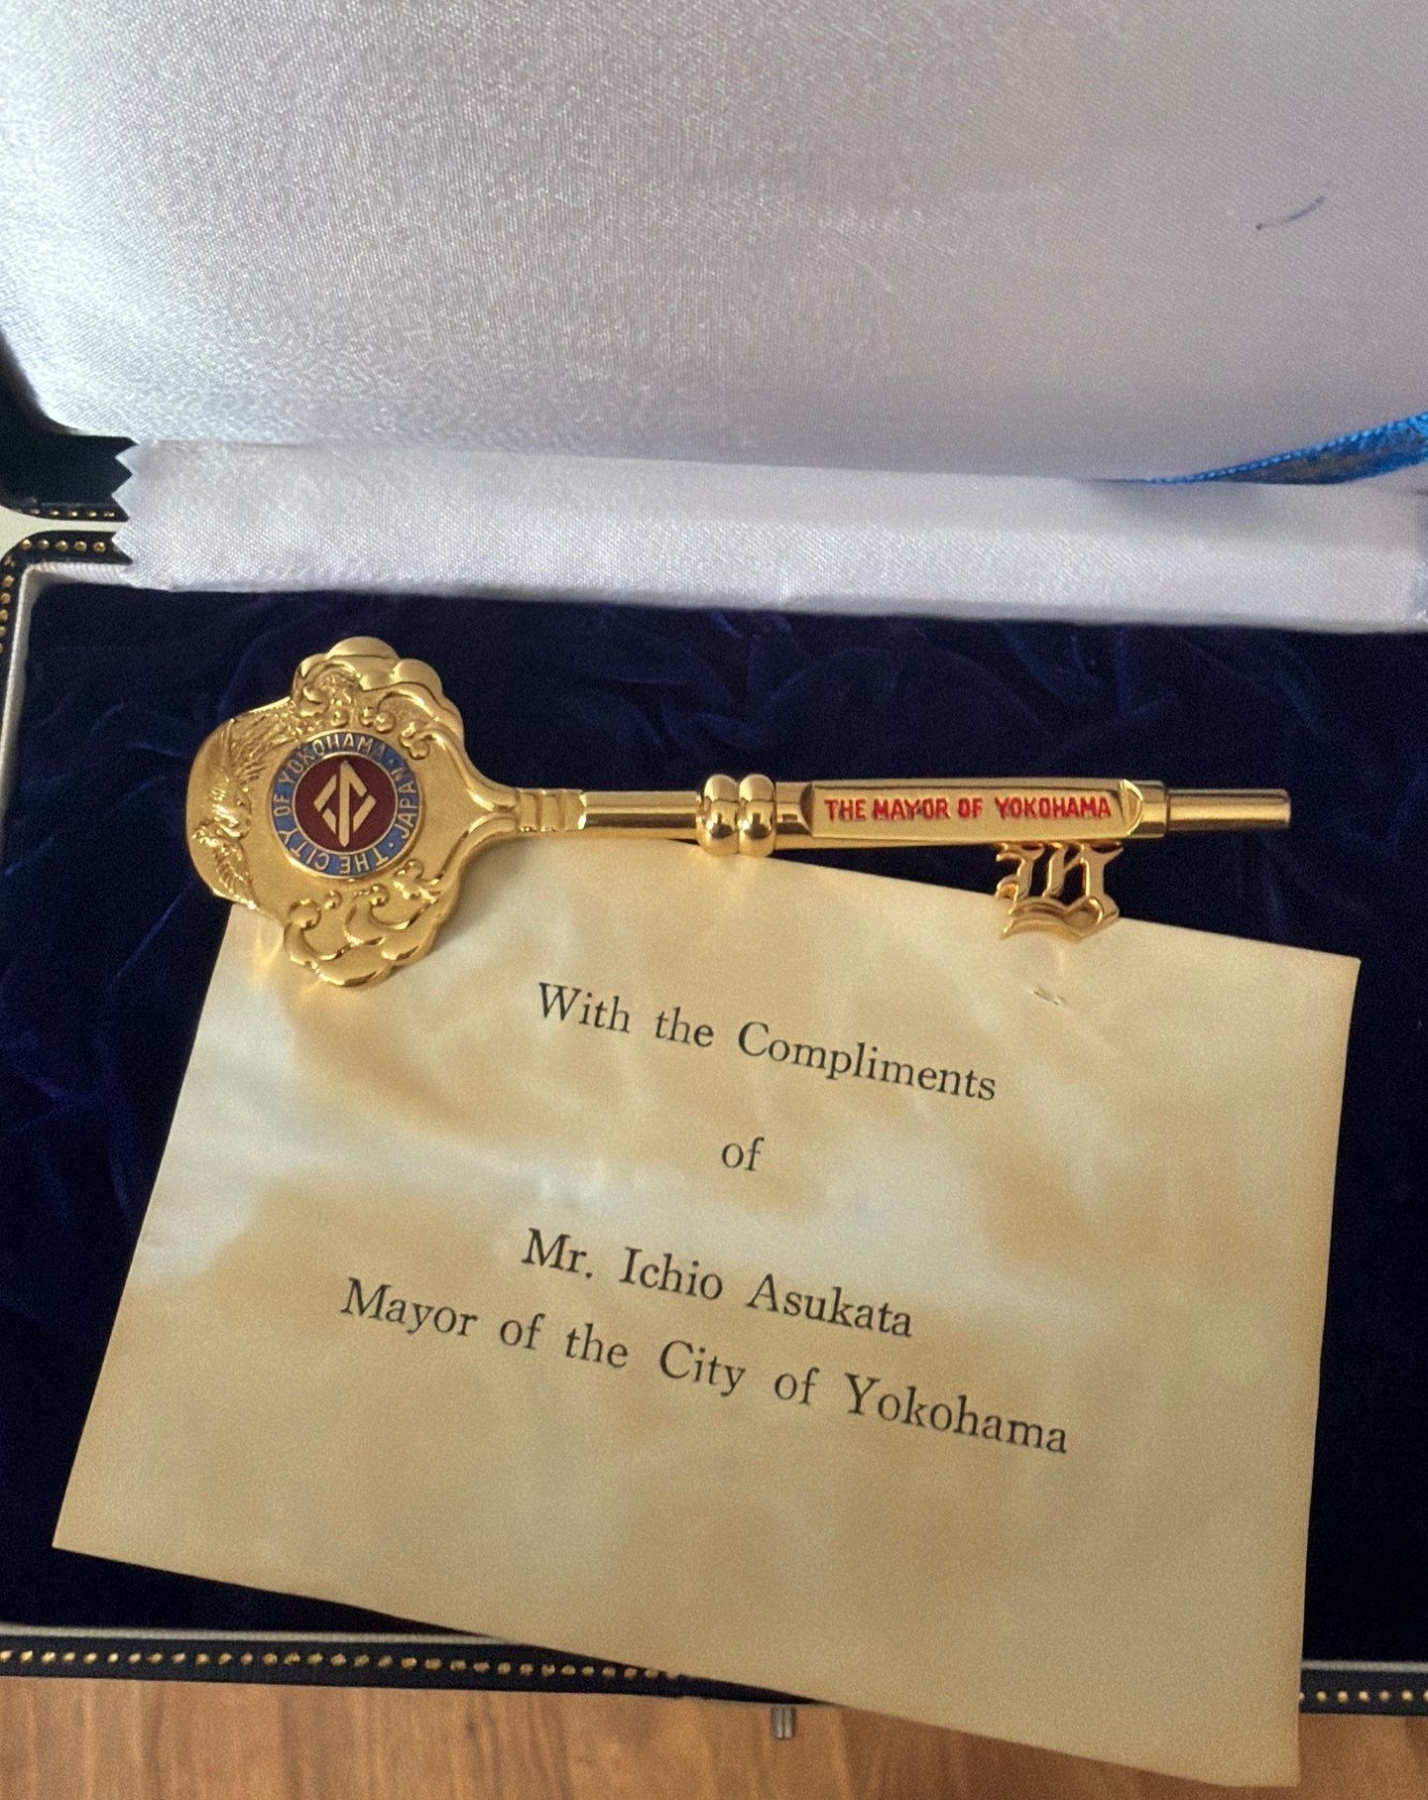 THE CITY OF YOKOHAMA · JAPAN ·
THE MAYOR OF YOKOHAMA
Y
With the Compliments
of
Mr. Ichio Asukata
Mayor of the City of Yokohama